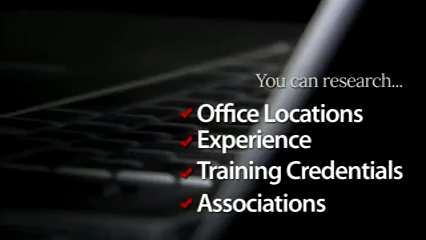 You can research...
Office Locations
Experience
Training Credentials
Associations